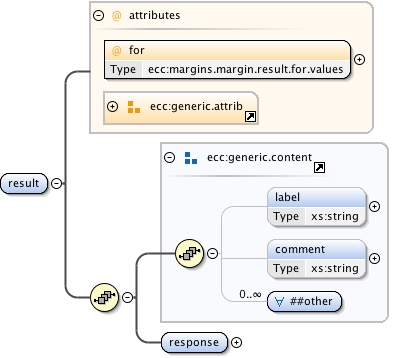 @ attributes
@ for
Type ecc:margins.margin.result.for.values
ecc:generic.attrib
result
ecc:generic.content
label
Type xs:string
comment
Type xs:string
0..∞
∀ ##other
response